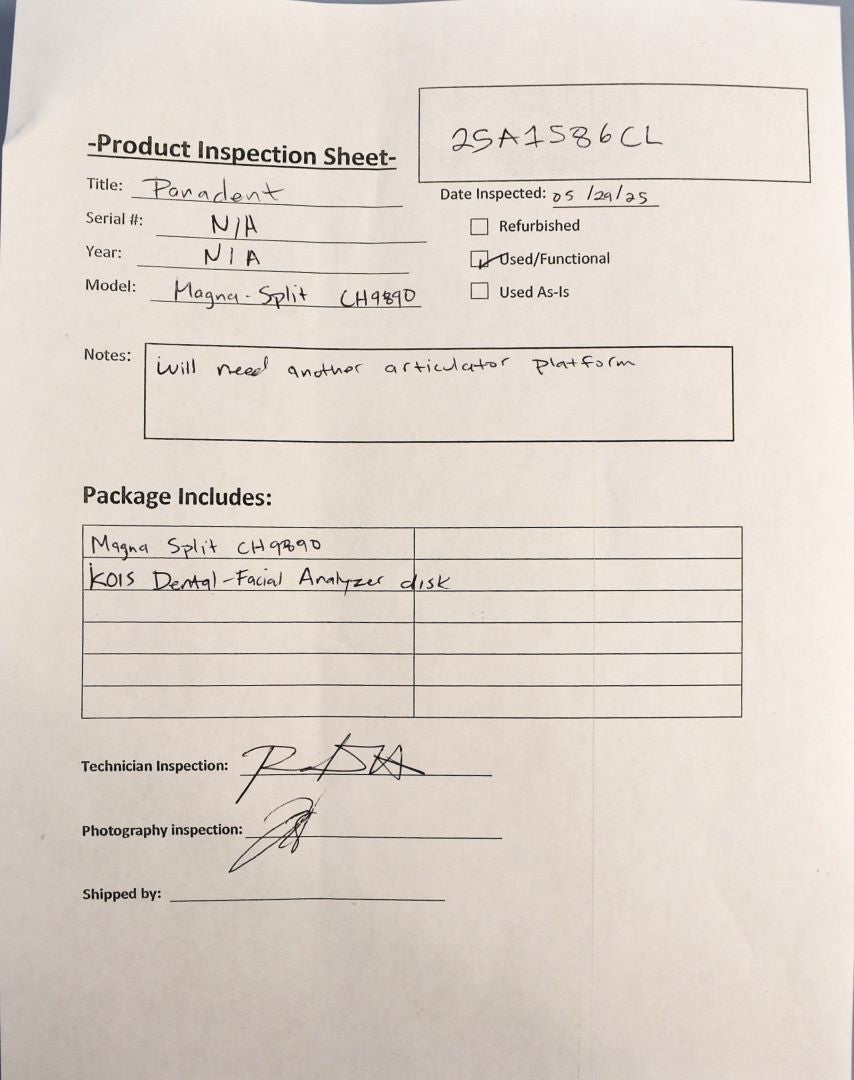 25A1586CL
-Product Inspection Sheet-
Title: Panadent
Date Inspected: 05/29/25
Serial #: N/A
Refurbished
Year: N/A
Used/Functional
Model: Magna-Split CH9890
Used As-Is
Notes: will need another articulator platform
Package Includes:
Magna Split CH9890
KOIS Dental-Facial Analyzer disk
Technician Inspection:
Photography inspection:
Shipped by: